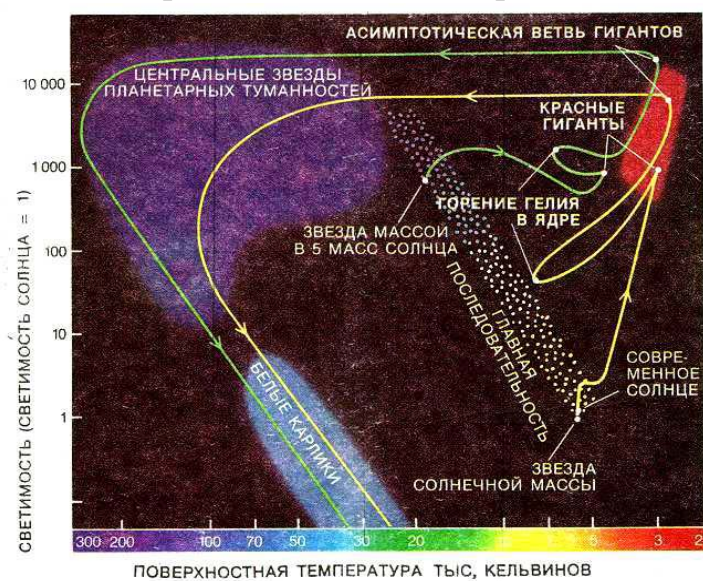 АСИМПТОТИЧЕСКАЯ ВЕТВЬ ГИГАНТОВ
ЦЕНТРАЛЬНЫЕ ЗВЕЗДЫ
ПЛАНЕТАРНЫХ ТУМАННОСТЕЙ
КРАСНЫЕ
ГИГАНТЫ
ГОРЕНИЕ ГЕЛИЯ
В ЯДРЕ
ЗВЕЗДА МАССОЙ
В 5 МАСС СОЛНЦА
ГЛАВНАЯ
ПОСЛЕДОВАТЕЛЬНОСТЬ
СОВРЕ-
МЕННОЕ
СОЛНЦЕ
БЕЛЫЕ КАРЛИКИ
ЗВЕЗДА
СОЛНЕЧНОЙ МАССЫ
СВЕТИМОСТЬ (СВЕТИМОСТЬ СОЛНЦА = 1)
10 000
1 000
100
10
1
300 200 100 70 50 30 20 10 7 5 3 2
ПОВЕРХНОСТНАЯ ТЕМПЕРАТУРА ТЫС, КЕЛЬВИНОВ